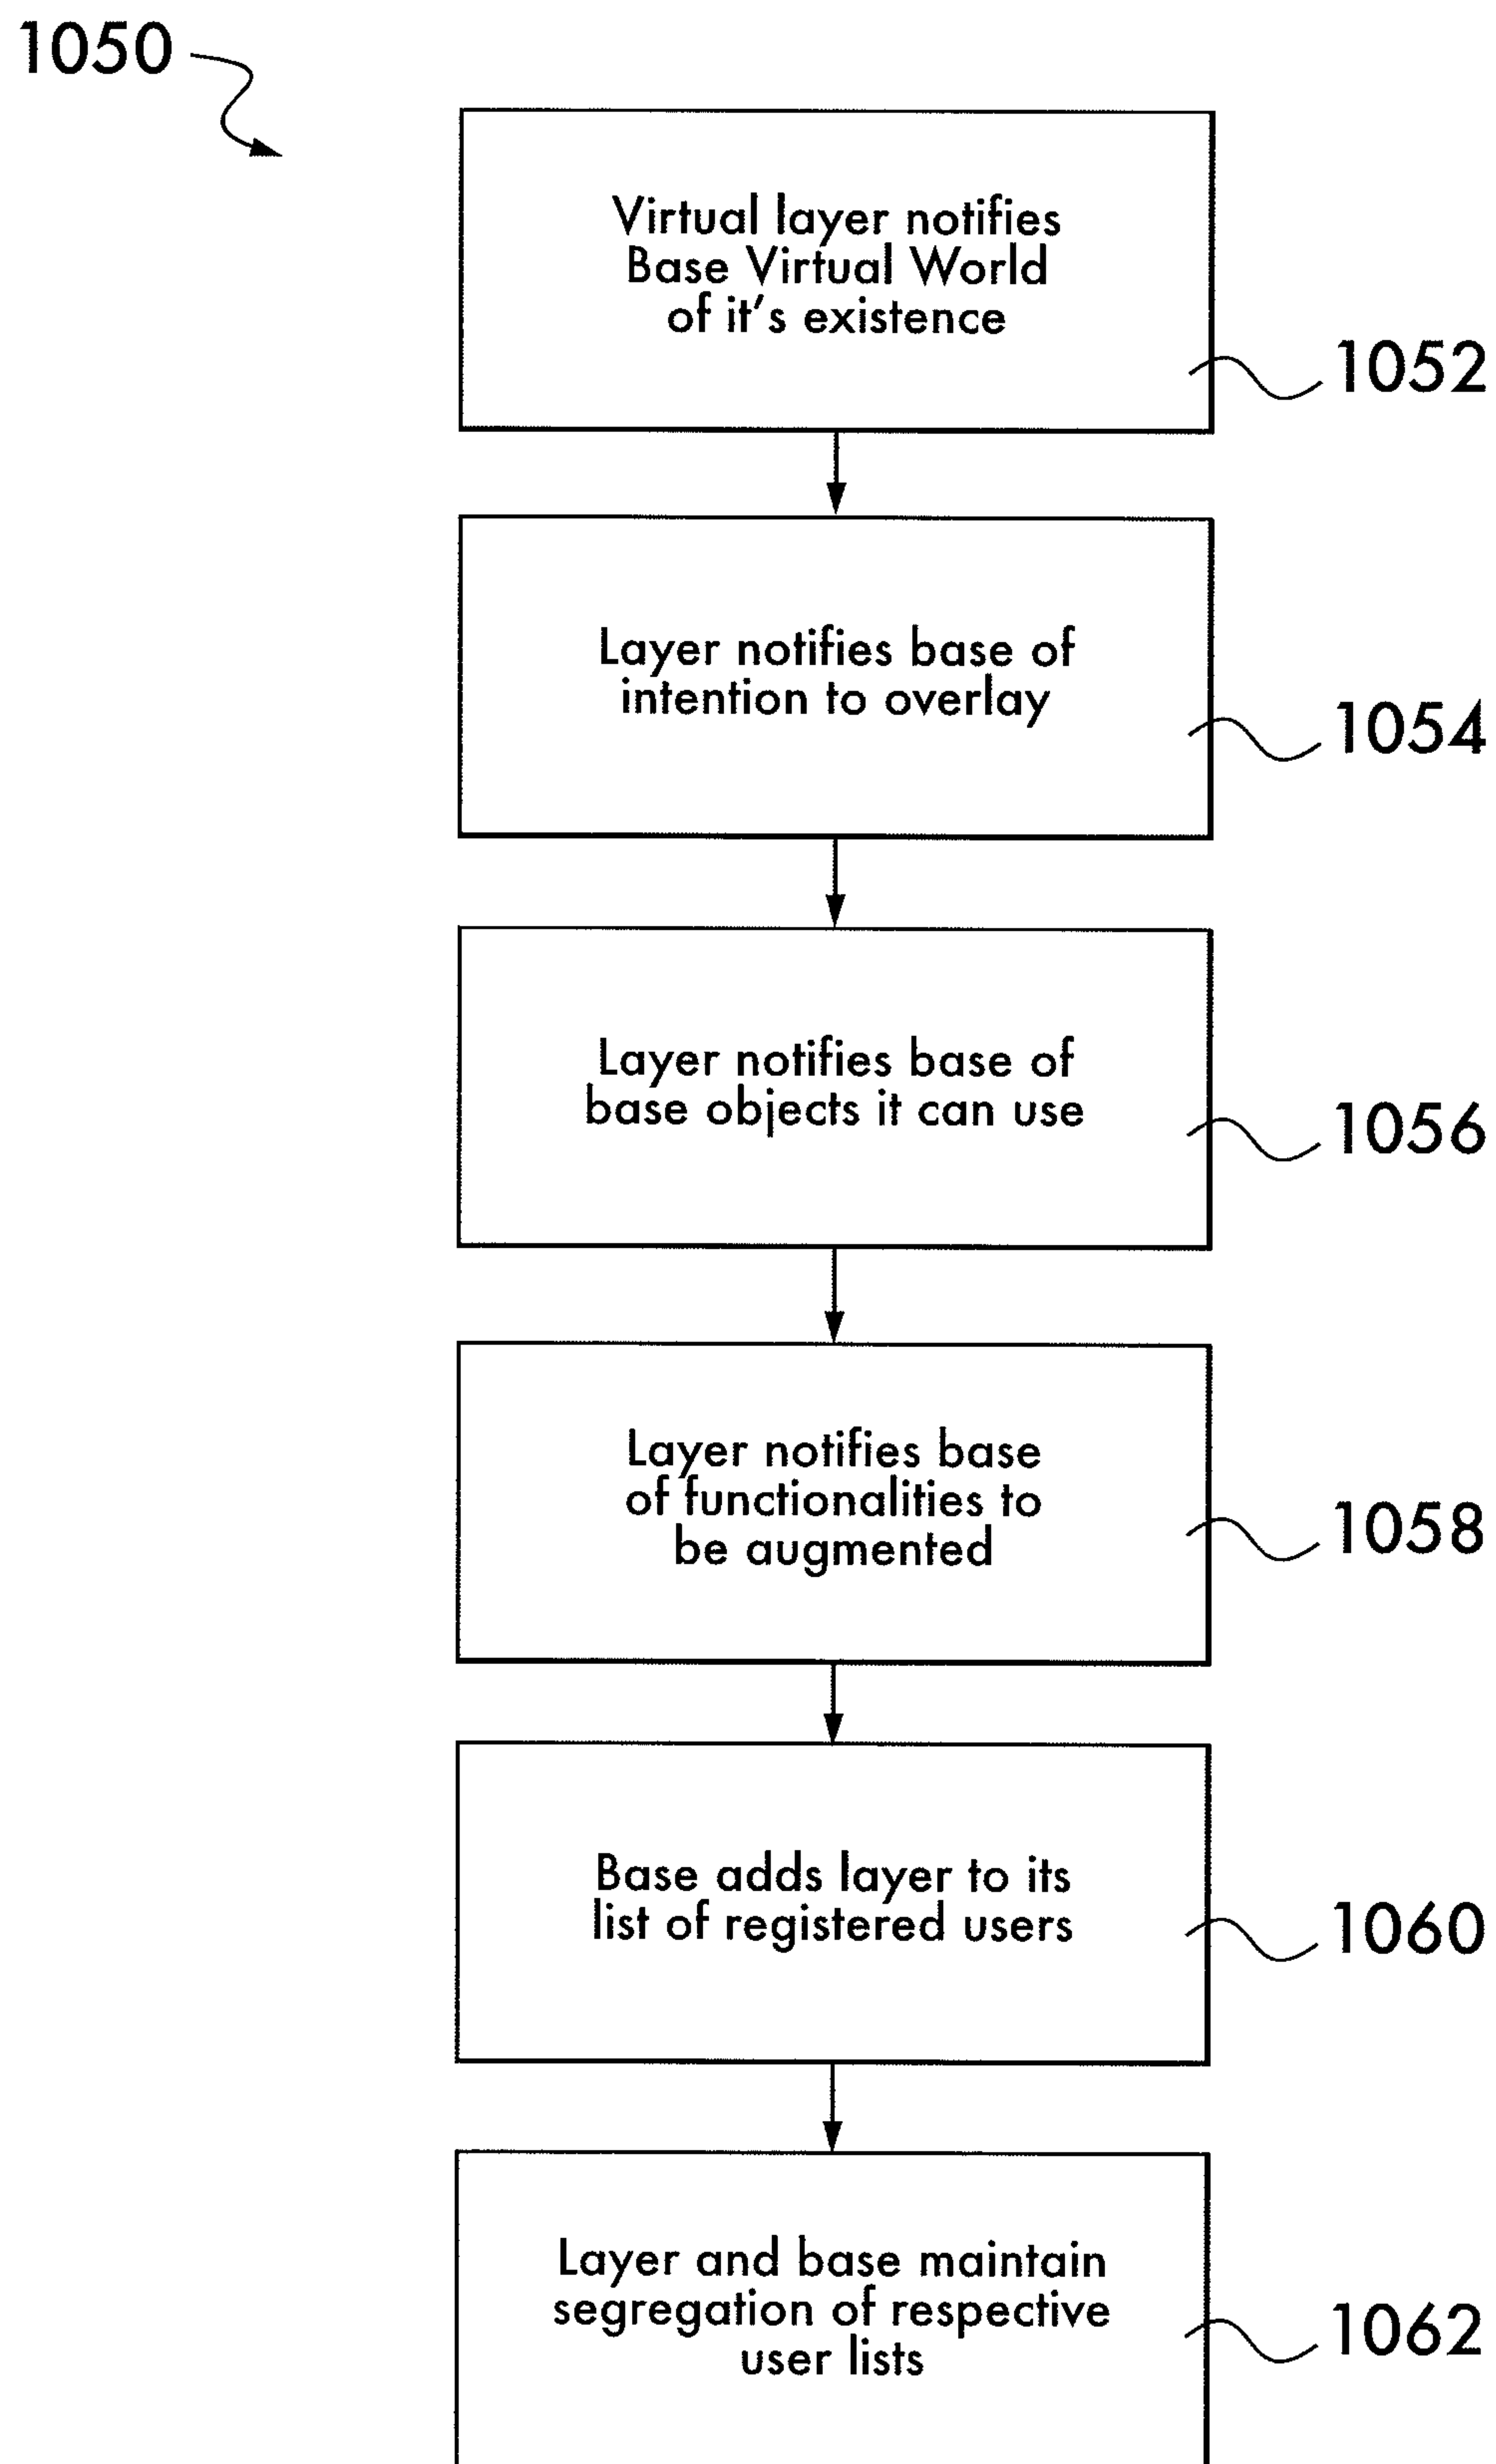 1050
Virtual layer notifies
Base Virtual World
of it's existence
1052
Layer notifies base of
intention to overlay
1054
Layer notifies base of
base objects it can use
1056
Layer notifies base
of functionalities to
be augmented
1058
Base adds layer to its
list of registered users
1060
Layer and base maintain
segregation of respective
user lists
1062